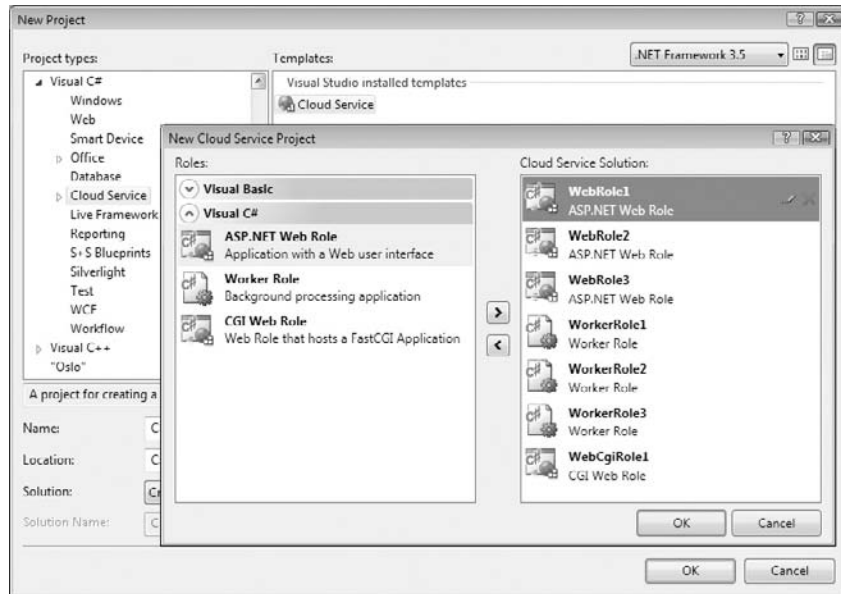 New Project
Project types:
Templates:
.NET Framework 3.5
Visual C#
Windows
Web
Smart Device
Office
Database
Cloud Service
Live Framework
Reporting
S+S Blueprints
Silverlight
Test
WCF
Workflow
Visual C++
"Oslo"
Visual Studio installed templates
Cloud Service
A project for creating a
Name:
C
Location:
C
Solution:
Cr
Solution Name:
C
New Cloud Service Project
Roles:
Visual Basic
Visual C#
ASP.NET Web Role
Application with a Web user interface
Worker Role
Background processing application
CGI Web Role
Web Role that hosts a FastCGI Application
Cloud Service Solution:
WebRole1
ASP.NET Web Role
WebRole2
ASP.NET Web Role
WebRole3
ASP.NET Web Role
WorkerRole1
Worker Role
WorkerRole2
Worker Role
WorkerRole3
Worker Role
WebCgiRole1
CGI Web Role
OK
Cancel
OK
Cancel